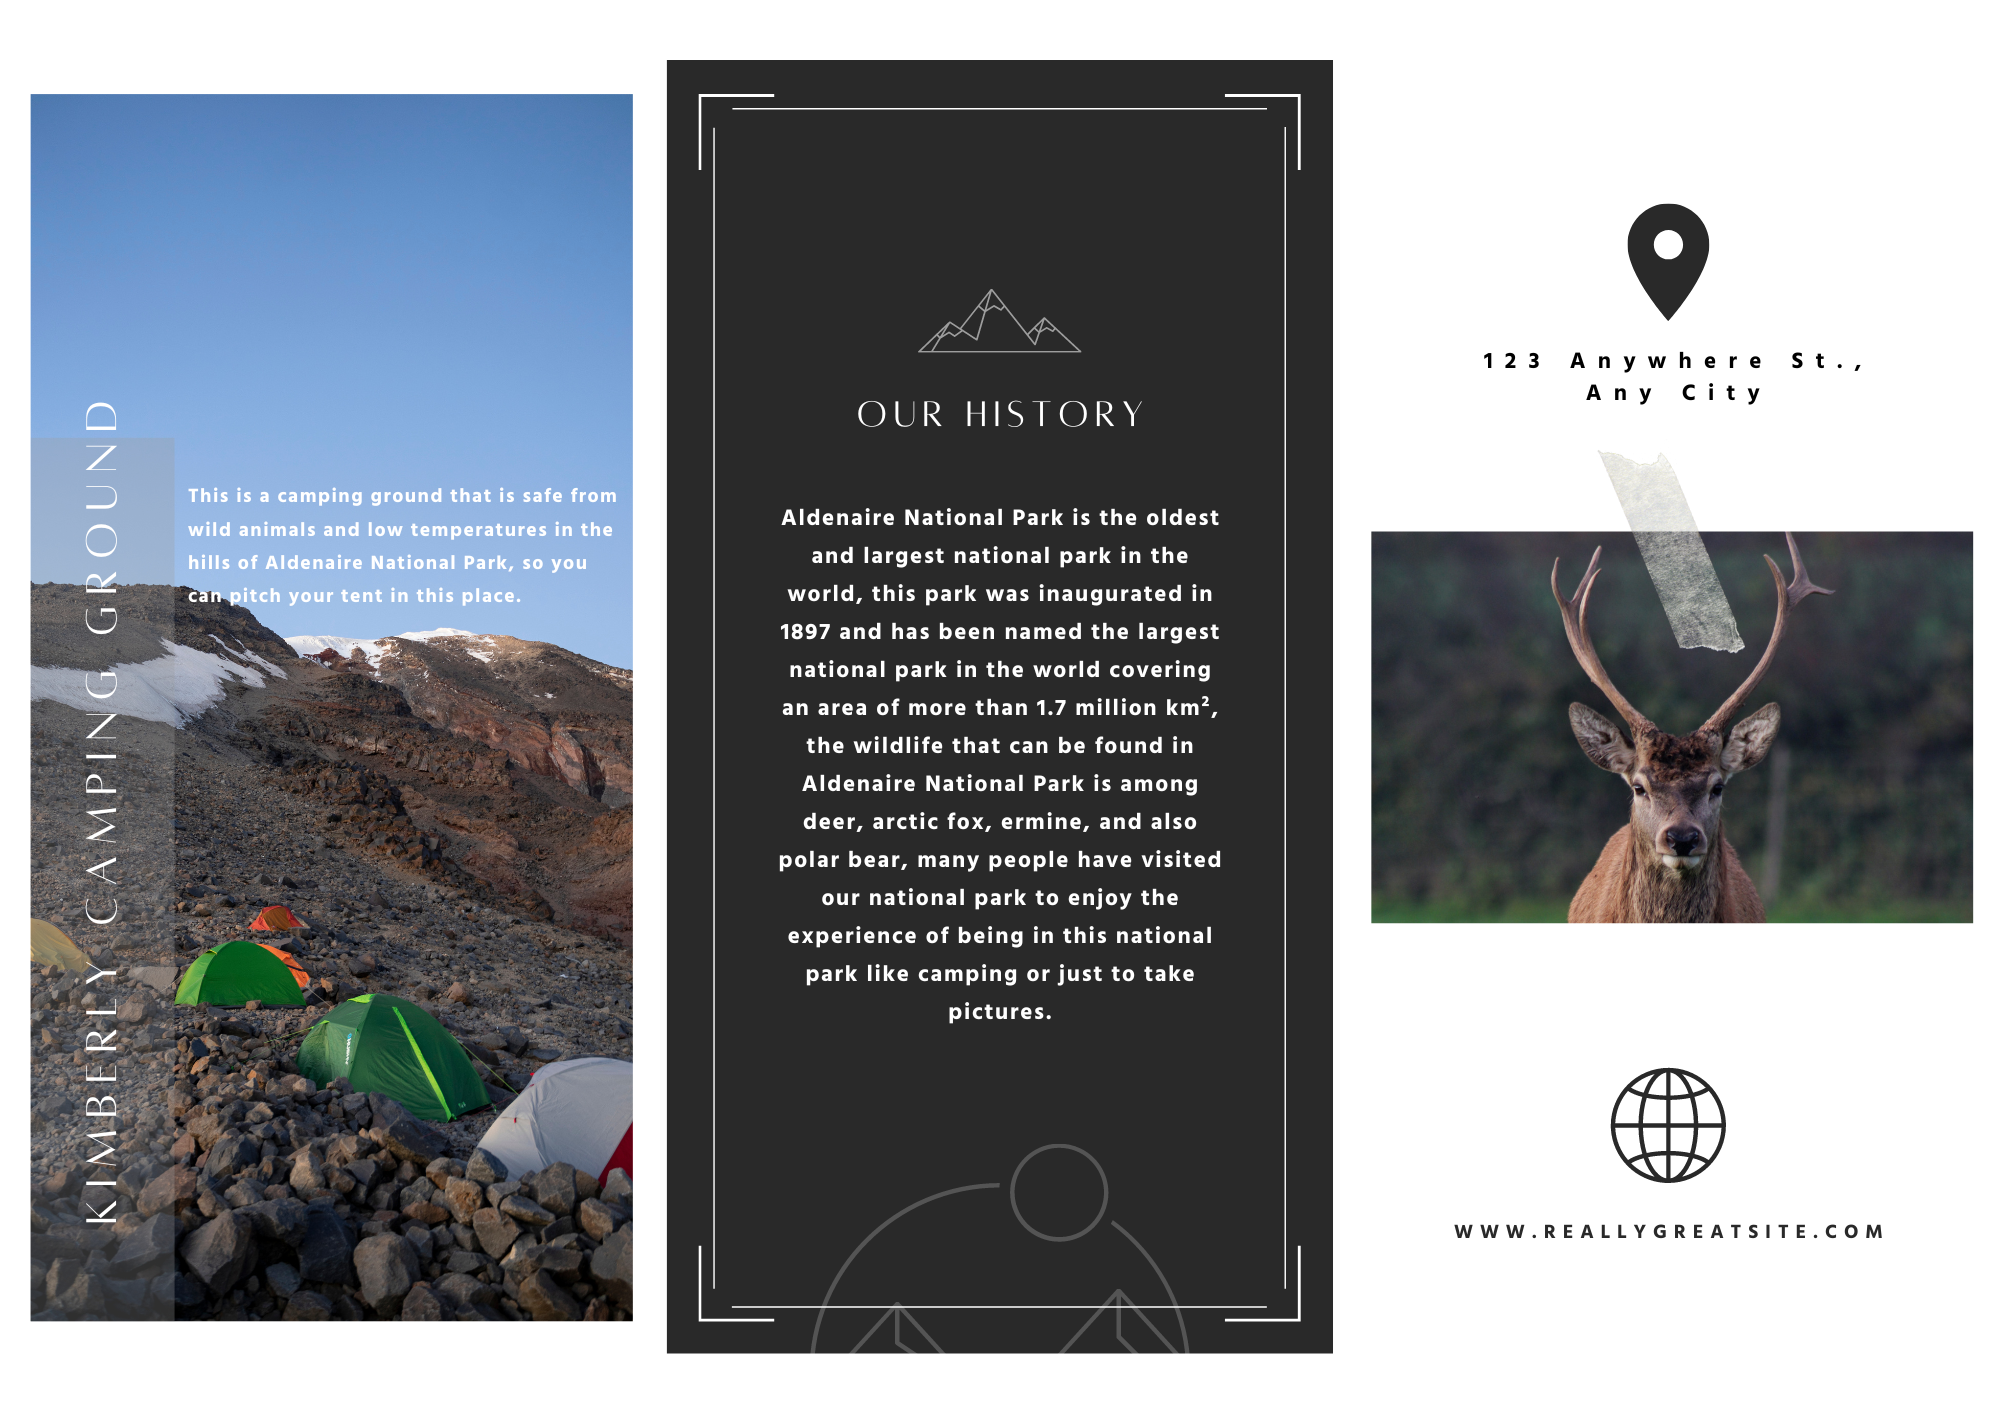 KIMBERLY CAMPING GROUND
This is a camping ground that is safe from
wild animals and low temperatures in the
hills of Aldenaire National Park, so you
can pitch your tent in this place.
OUR HISTORY
Aldenaire National Park is the oldest
and largest national park in the
world, this park was inaugurated in
1897 and has been named the largest
national park in the world covering
an area of more than 1.7 million km²,
the wildlife that can be found in
Aldenaire National Park is among
deer, arctic fox, ermine, and also
polar bear, many people have visited
our national park to enjoy the
experience of being in this national
park like camping or just to take
pictures.
123 Anywhere St.,
Any City
WWW.REALLYGREATSITE.COM